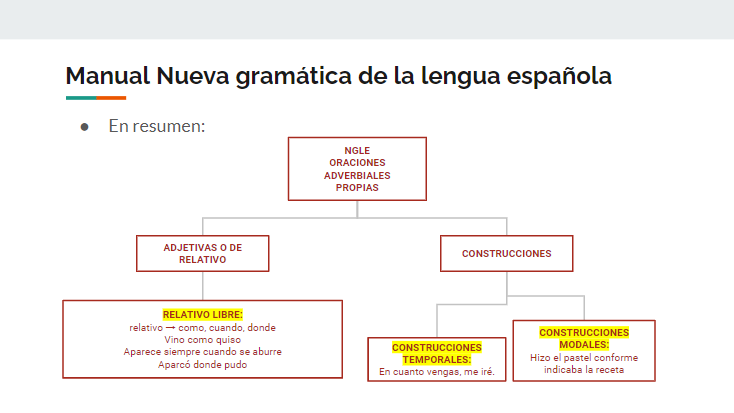 Manual Nueva gramática de la lengua española
● En resumen:
NGLE
ORACIONES
ADVERBIALES
PROPIAS
ADJETIVAS O DE
RELATIVO
CONSTRUCCIONES
RELATIVO LIBRE:
relativo → como, cuando, donde
Vino como quiso
Aparece siempre cuando se aburre
Aparcó donde pudo
CONSTRUCCIONES
TEMPORALES:
En cuanto vengas, me iré.
CONSTRUCCIONES
MODALES:
Hizo el pastel conforme
indicaba la receta